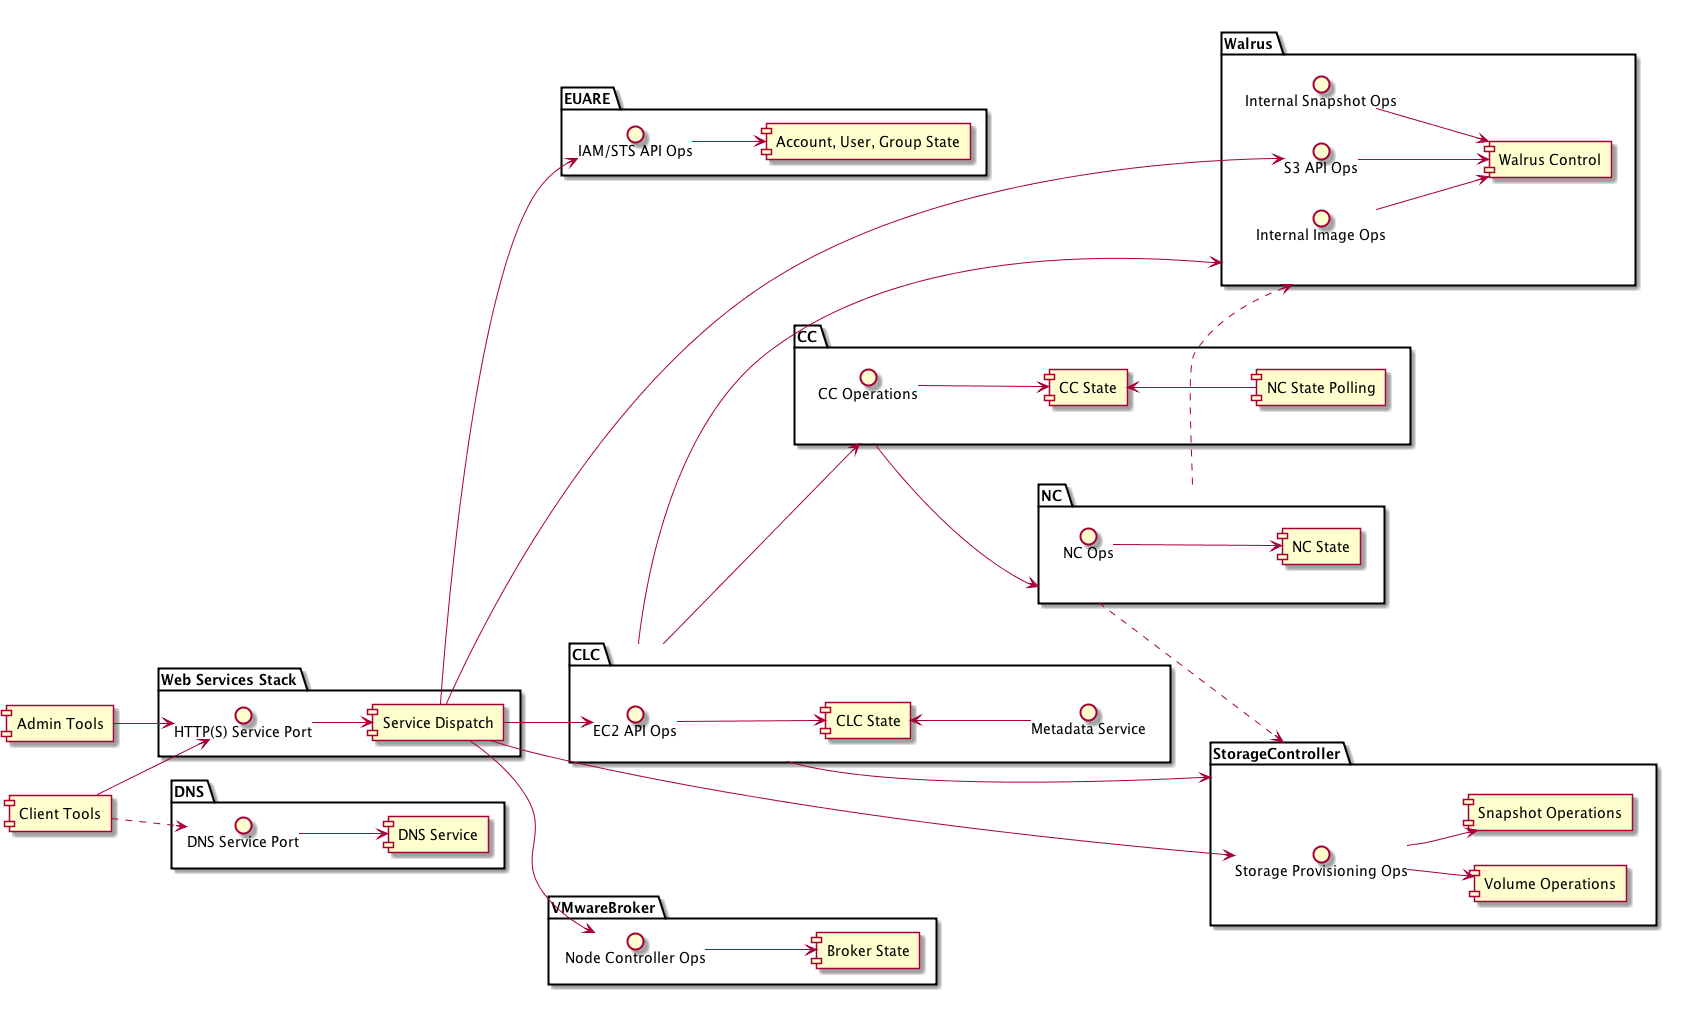 Walrus
Internal Snapshot Ops
S3 API Ops
Walrus Control
Internal Image Ops
EUARE
IAM/STS API Ops
Account, User, Group State
CC
CC Operations
CC State
NC State Polling
NC
NC Ops
NC State
CLC
EC2 API Ops
CLC State
Metadata Service
Web Services Stack
HTTP(S) Service Port
Service Dispatch
Admin Tools
Client Tools
DNS
DNS Service Port
DNS Service
StorageController
Storage Provisioning Ops
Snapshot Operations
Volume Operations
VMwareBroker
Node Controller Ops
Broker State